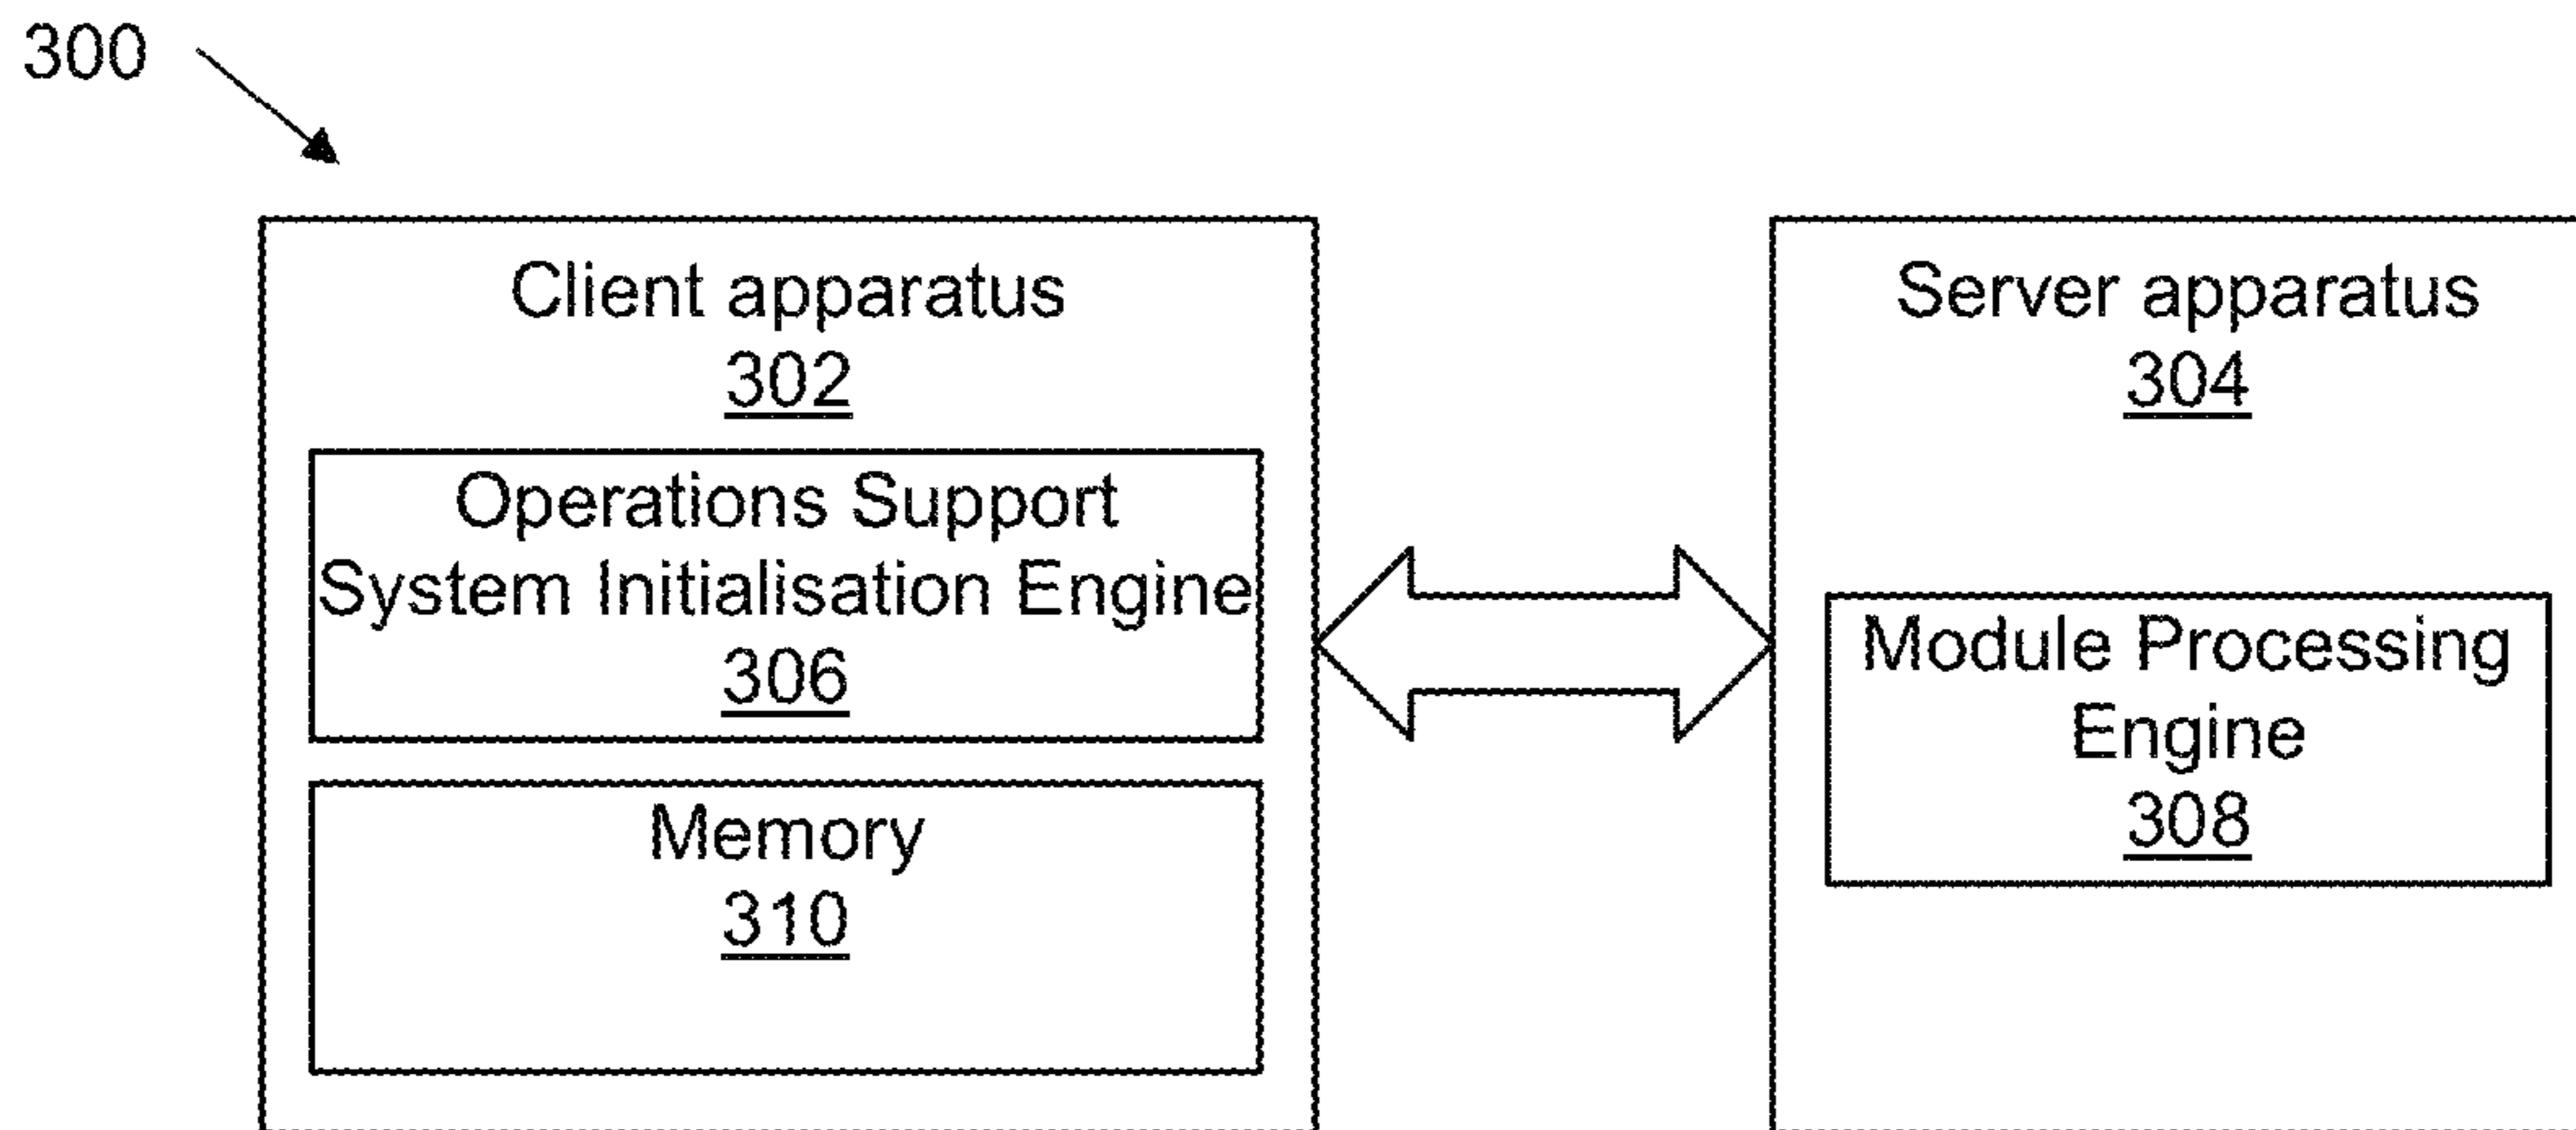 300
Client apparatus
302
Operations Support
System Initialisation Engine
306
Memory
310
Server apparatus
304
Module Processing
Engine
308